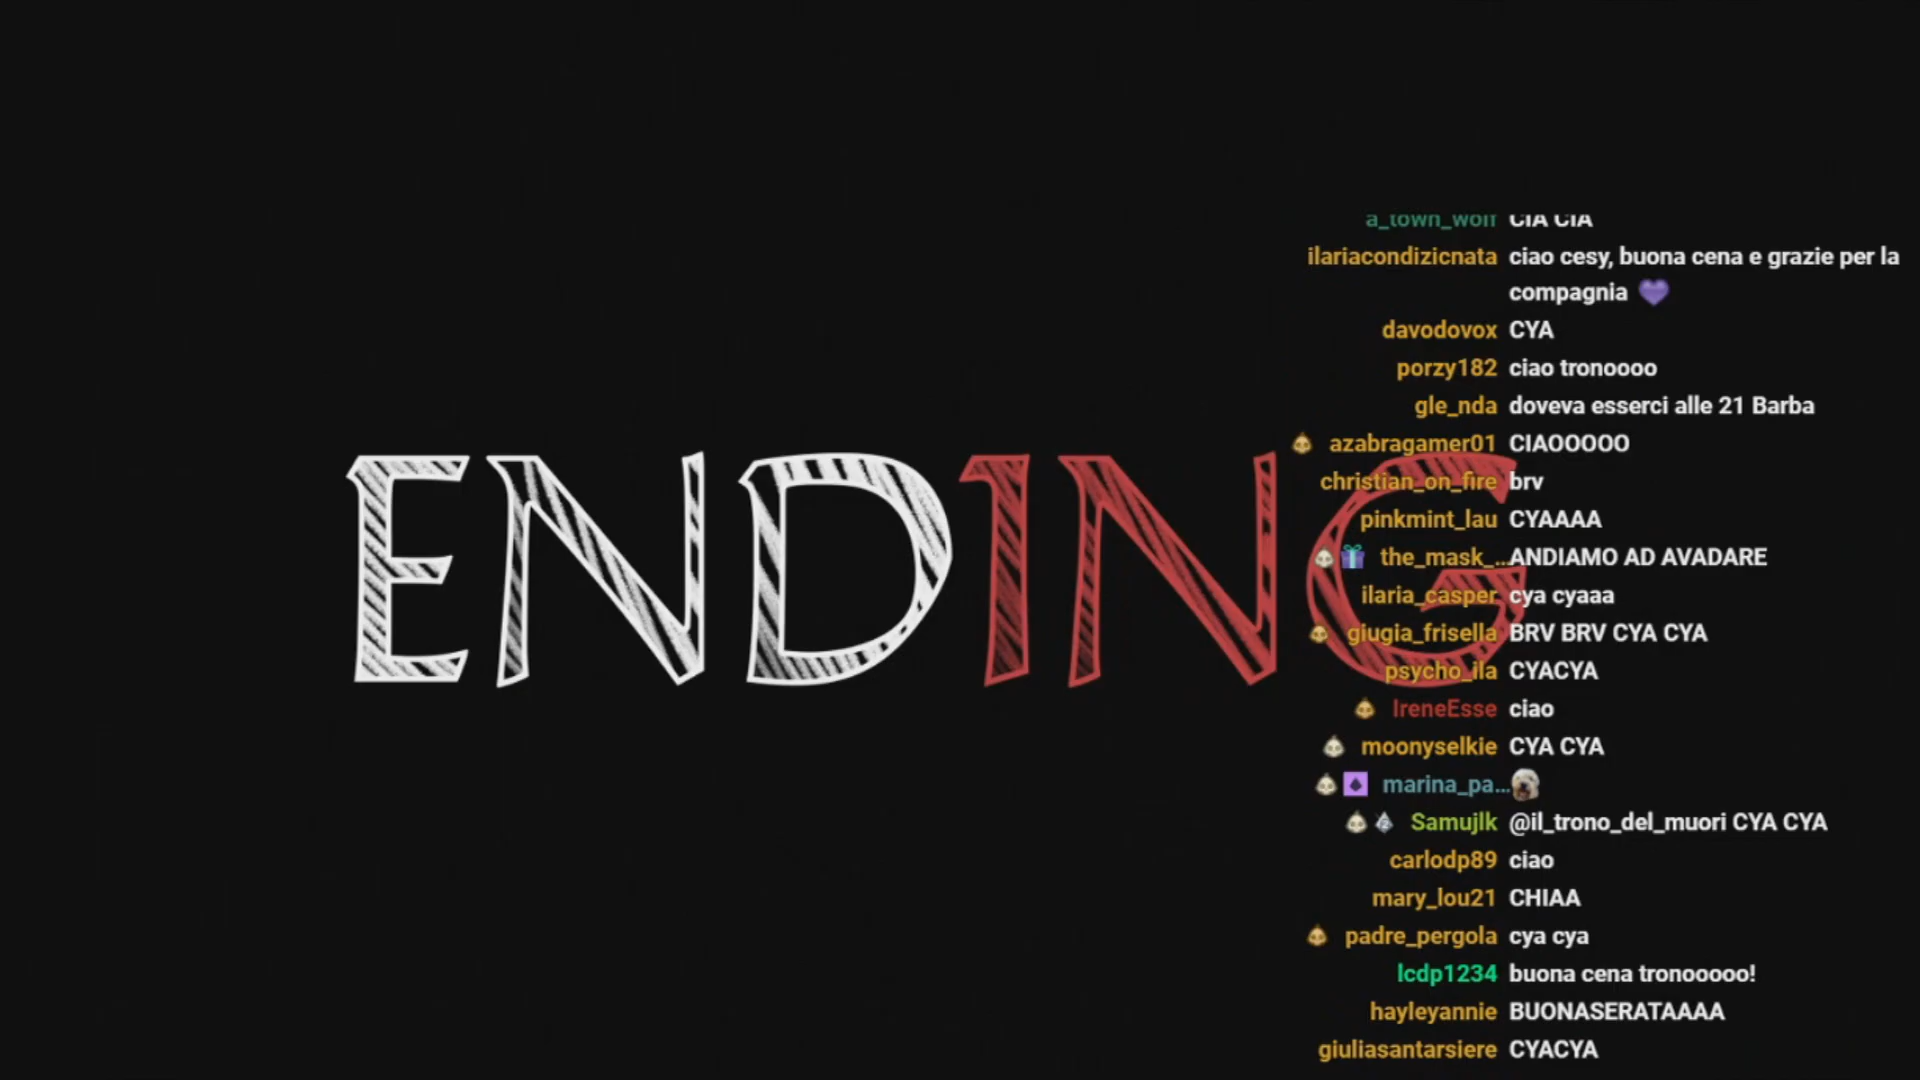 a_town_wolf CIA CIA
ilariacondizicnata ciao cesy, buona cena e grazie per la
compagnia
davodovox CYA
porzy182 ciao tronoooo
gle_nda doveva esserci alle 21 Barba
azabragamer01 CIAOOOOO
christian_on_fire brv
pinkmint_lau CYAAAA
the_mask_... ANDIAMO AD AVADARE
ilaria_casper cya cyaaa
giugia_frisella BRV BRV CYA CYA
psycho_ila CYACYA
IreneEsse ciao
moonyselkie CYA CYA
marina_pa...
Samujlk @il_trono_del_muori CYA CYA
carlodp89 ciao
mary_lou21 CHIAA
padre_pergola cya cya
lcdp1234 buona cena tronooooo!
hayleyannie BUONASERATAAAA
giuliasantarsiere CYACYA
ENDING